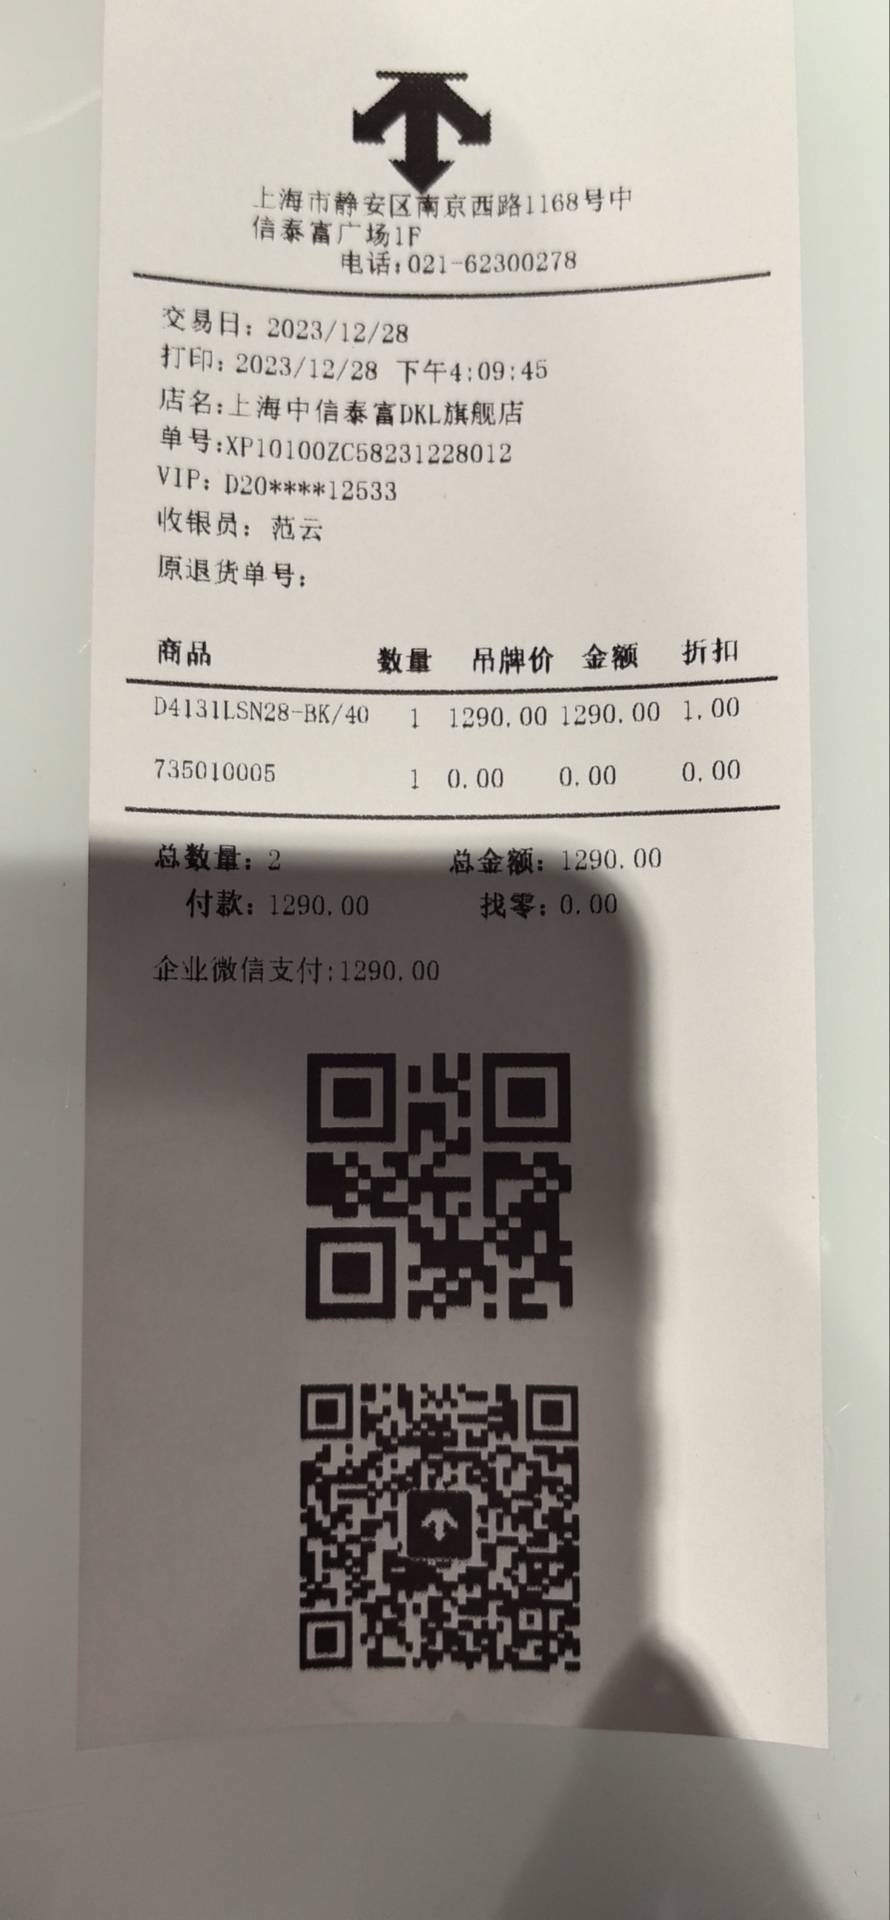 上海市静安区南京西路1168号中
信泰富广场1F
电话:021-62300278
交易日: 2023/12/28
打印: 2023/12/28 下午4:09:45
店名:上海中信泰富DKL旗舰店
单号:XP10100ZC58231228012
VIP: D20****12533
收银员: 范云
原退货单号:
商品 数量 吊牌价 金额 折扣
D4131LSN28-BK/40 1 1290.00 1290.00 1.00
735010005 1 0.00 0.00 0.00
总数量: 2 总金额: 1290.00
付款: 1290.00 找零: 0.00
企业微信支付:1290.00